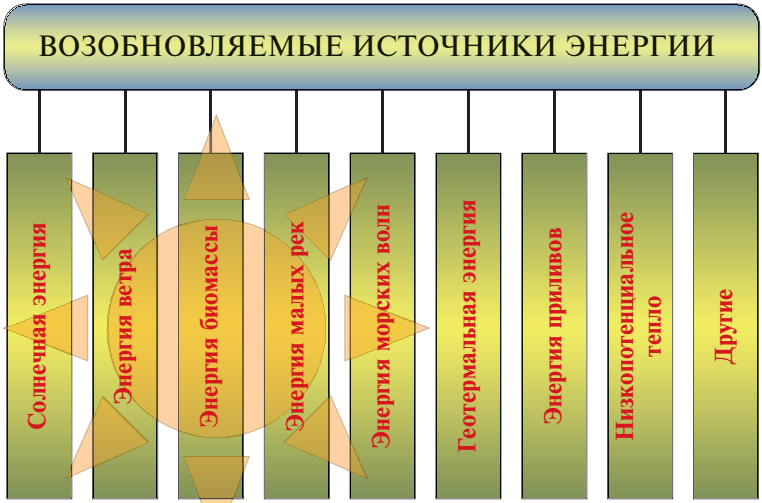 ВОЗОБНОВЛЯЕМЫЕ ИСТОЧНИКИ ЭНЕРГИИ
Солнечная энергия
Энергия ветра
Энергия биомассы
Энергия малых рек
Энергия морских волн
Геотермальная энергия
Энергия приливов
Низкопотенциальное
тепло
Другие